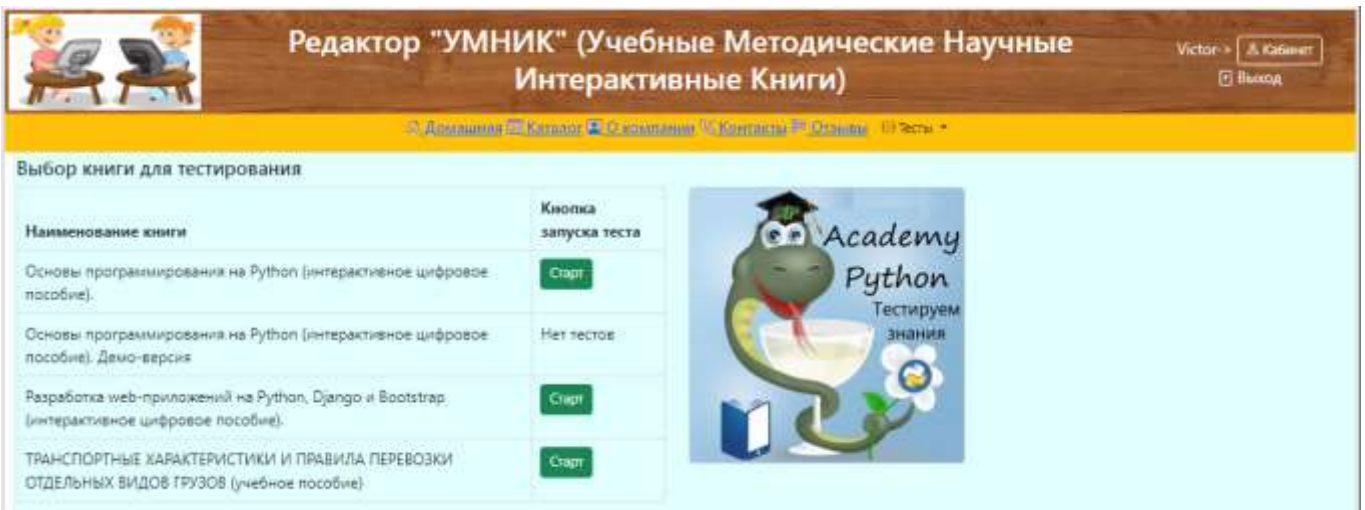 Редактор "УМНИК" (Учебные Методические Научные
Интерактивные Книги)
Victor-> Кабинет
Выход
Домашняя Каталог О компании Контакты Отзывы Тесты
Выбор книги для тестирования
Наименование книги
Кнопка
запуска теста
Основы программирования на Python (интерактивное цифровое
пособие).
Старт
Основы программирования на Python (интерактивное цифровое
пособие). Демо-версия
Нет тестов
Разработка web-приложений на Python, Django и Bootstrap
(интерактивное цифровое пособие).
Старт
ТРАНСПОРТНЫЕ ХАРАКТЕРИСТИКИ И ПРАВИЛА ПЕРЕВОЗКИ
ОТДЕЛЬНЫХ ВИДОВ ГРУЗОВ (учебное пособие)
Старт
Academy
Python
Тестируем
знания